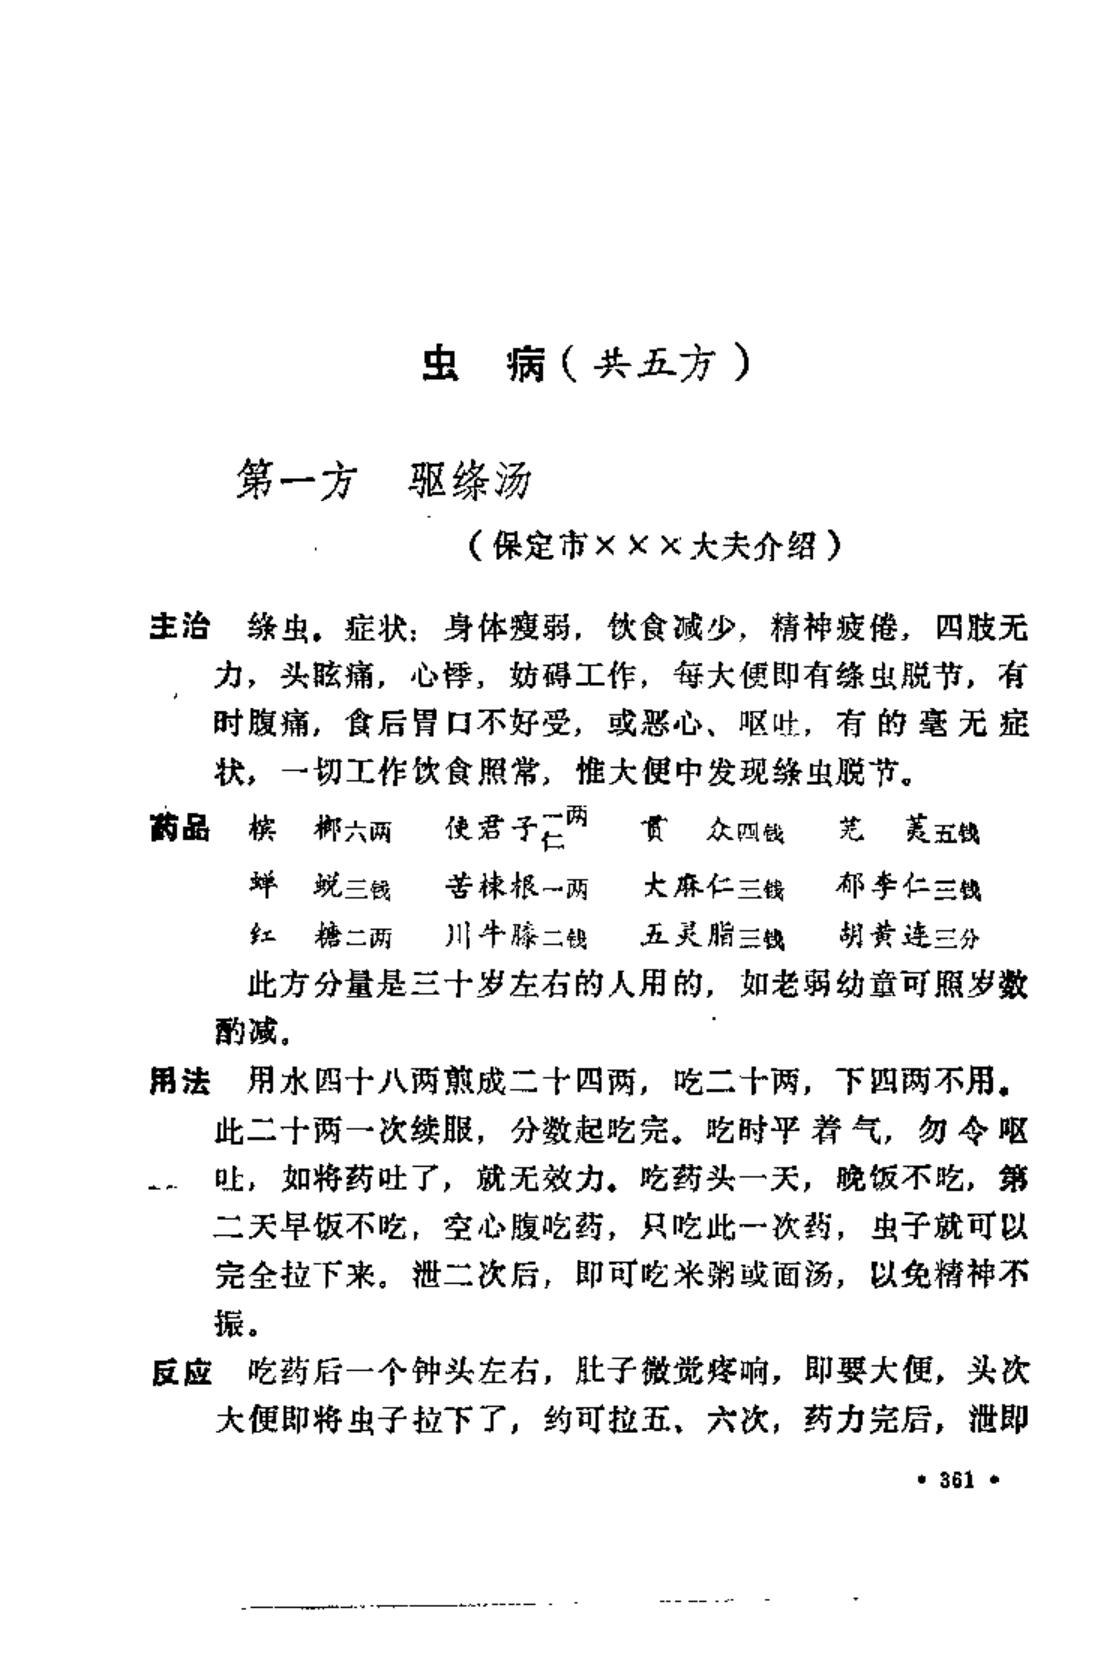 虫 病（共五方）
第一方 驱绦汤
（保定市×××大夫介绍）
主治 绦虫。症状：身体瘦弱，饮食减少，精神疲倦，四肢无
力，头眩痛，心悸，妨碍工作，每大便即有绦虫脱节，有
时腹痛，食后胃口不好受，或恶心、呕吐，有的毫无症
状，一切工作饮食照常，惟大便中发现绦虫脱节。
药品 槟 榔六两 使君子仁一两 贯 众四钱 芜 荑五钱
蝉 蜕三钱 苦楝根一两 大麻仁三钱 郁李仁三钱
红 糖二两 川牛膝二钱 五灵脂三钱 胡黄连三分
此方分量是三十岁左右的人用的，如老弱幼童可照岁数
酌减。
用法 用水四十八两煎成二十四两，吃二十两，下四两不用。
此二十两一次续服，分数起吃完。吃时平着气，勿令呕
吐，如将药吐了，就无效力。吃药头一天，晚饭不吃，第
二天早饭不吃，空心腹吃药，只吃此一次药，虫子就可以
完全拉下来。泄二次后，即可吃米粥或面汤，以免精神不
振。
反应 吃药后一个钟头左右，肚子微觉疼响，即要大便，头次
大便即将虫子拉下了，约可拉五、六次，药力完后，泄即
• 361 •